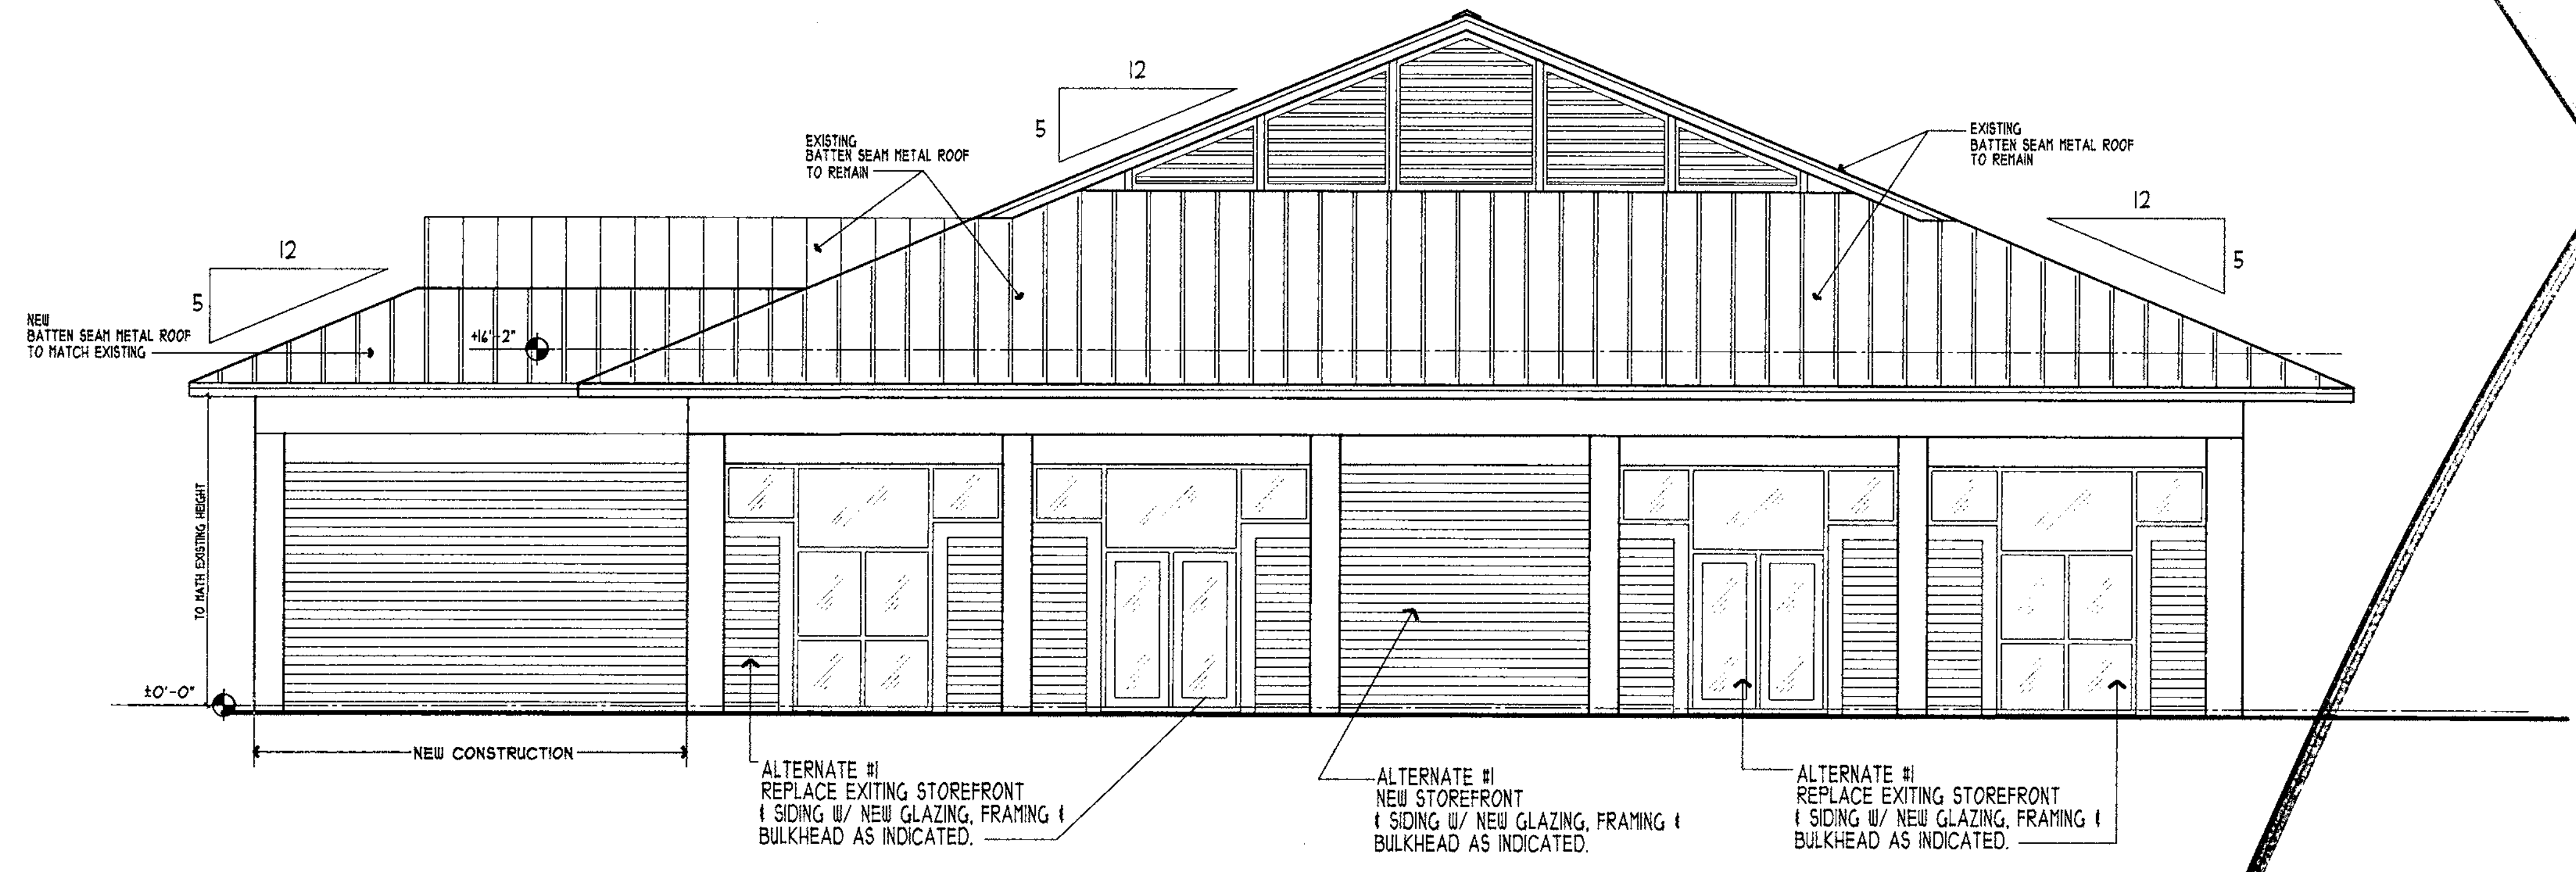 12
5
EXISTING
BATTEN SEAM METAL ROOF
TO REMAIN
EXISTING
BATTEN SEAM METAL ROOF
TO REMAIN
12
5
12
5
NEW
BATTEN SEAM METAL ROOF
TO MATCH EXISTING
+16'-2"
TO MATH EXISTING HEIGHT
±0'-0"
NEW CONSTRUCTION
ALTERNATE #1
REPLACE EXITING STOREFRONT
& SIDING W/ NEW GLAZING, FRAMING &
BULKHEAD AS INDICATED.
ALTERNATE #1
NEW STOREFRONT
& SIDING W/ NEW GLAZING, FRAMING &
BULKHEAD AS INDICATED.
ALTERNATE #1
REPLACE EXITING STOREFRONT
& SIDING W/ NEW GLAZING, FRAMING &
BULKHEAD AS INDICATED.